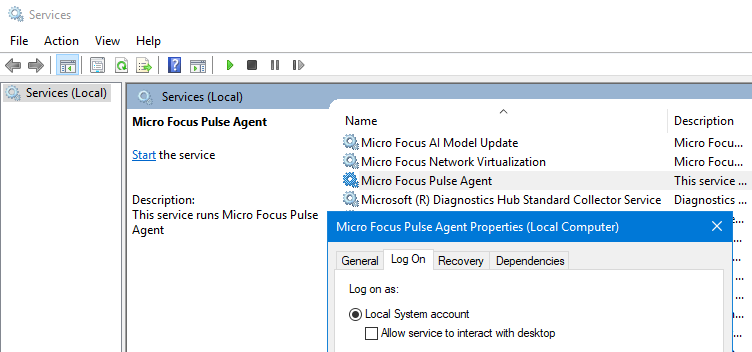 Services
File Action View Help
Services (Local)
Services (Local)
Micro Focus Pulse Agent
Start the service
Description:
This service runs Micro Focus Pulse
Agent
Name Description
Micro Focus AI Model Update Micro Focu...
Micro Focus Network Virtualization Micro Focu...
Micro Focus Pulse Agent This service ...
Microsoft (R) Diagnostics Hub Standard Collector Service Diagnostics ...
Micro Focus Pulse Agent Properties (Local Computer)
General Log On Recovery Dependencies
Log on as:
Local System account
Allow service to interact with desktop